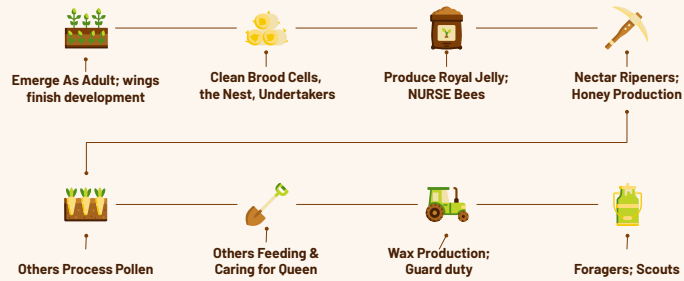 Emerge As Adult; wings
finish development
Clean Brood Cells,
the Nest, Undertakers
Produce Royal Jelly;
NURSE Bees
Nectar Ripeners;
Honey Production
Others Process Pollen
Others Feeding &
Caring for Queen
Wax Production;
Guard duty
Foragers; Scouts